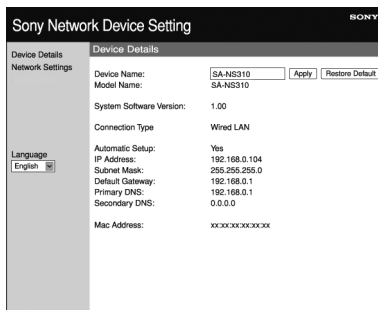 Sony Network Device Setting
SONY
Device Details
Network Settings
Language
English
Device Details
Device Name: SA-NS310 Apply Restore Default
Model Name: SA-NS310
System Software Version: 1.00
Connection Type Wired LAN
Automatic Setup: Yes
IP Address: 192.168.0.104
Subnet Mask: 255.255.255.0
Default Gateway: 192.168.0.1
Primary DNS: 192.168.0.1
Secondary DNS: 0.0.0.0
Mac Address: xx:xx:xx:xx:xx:xx